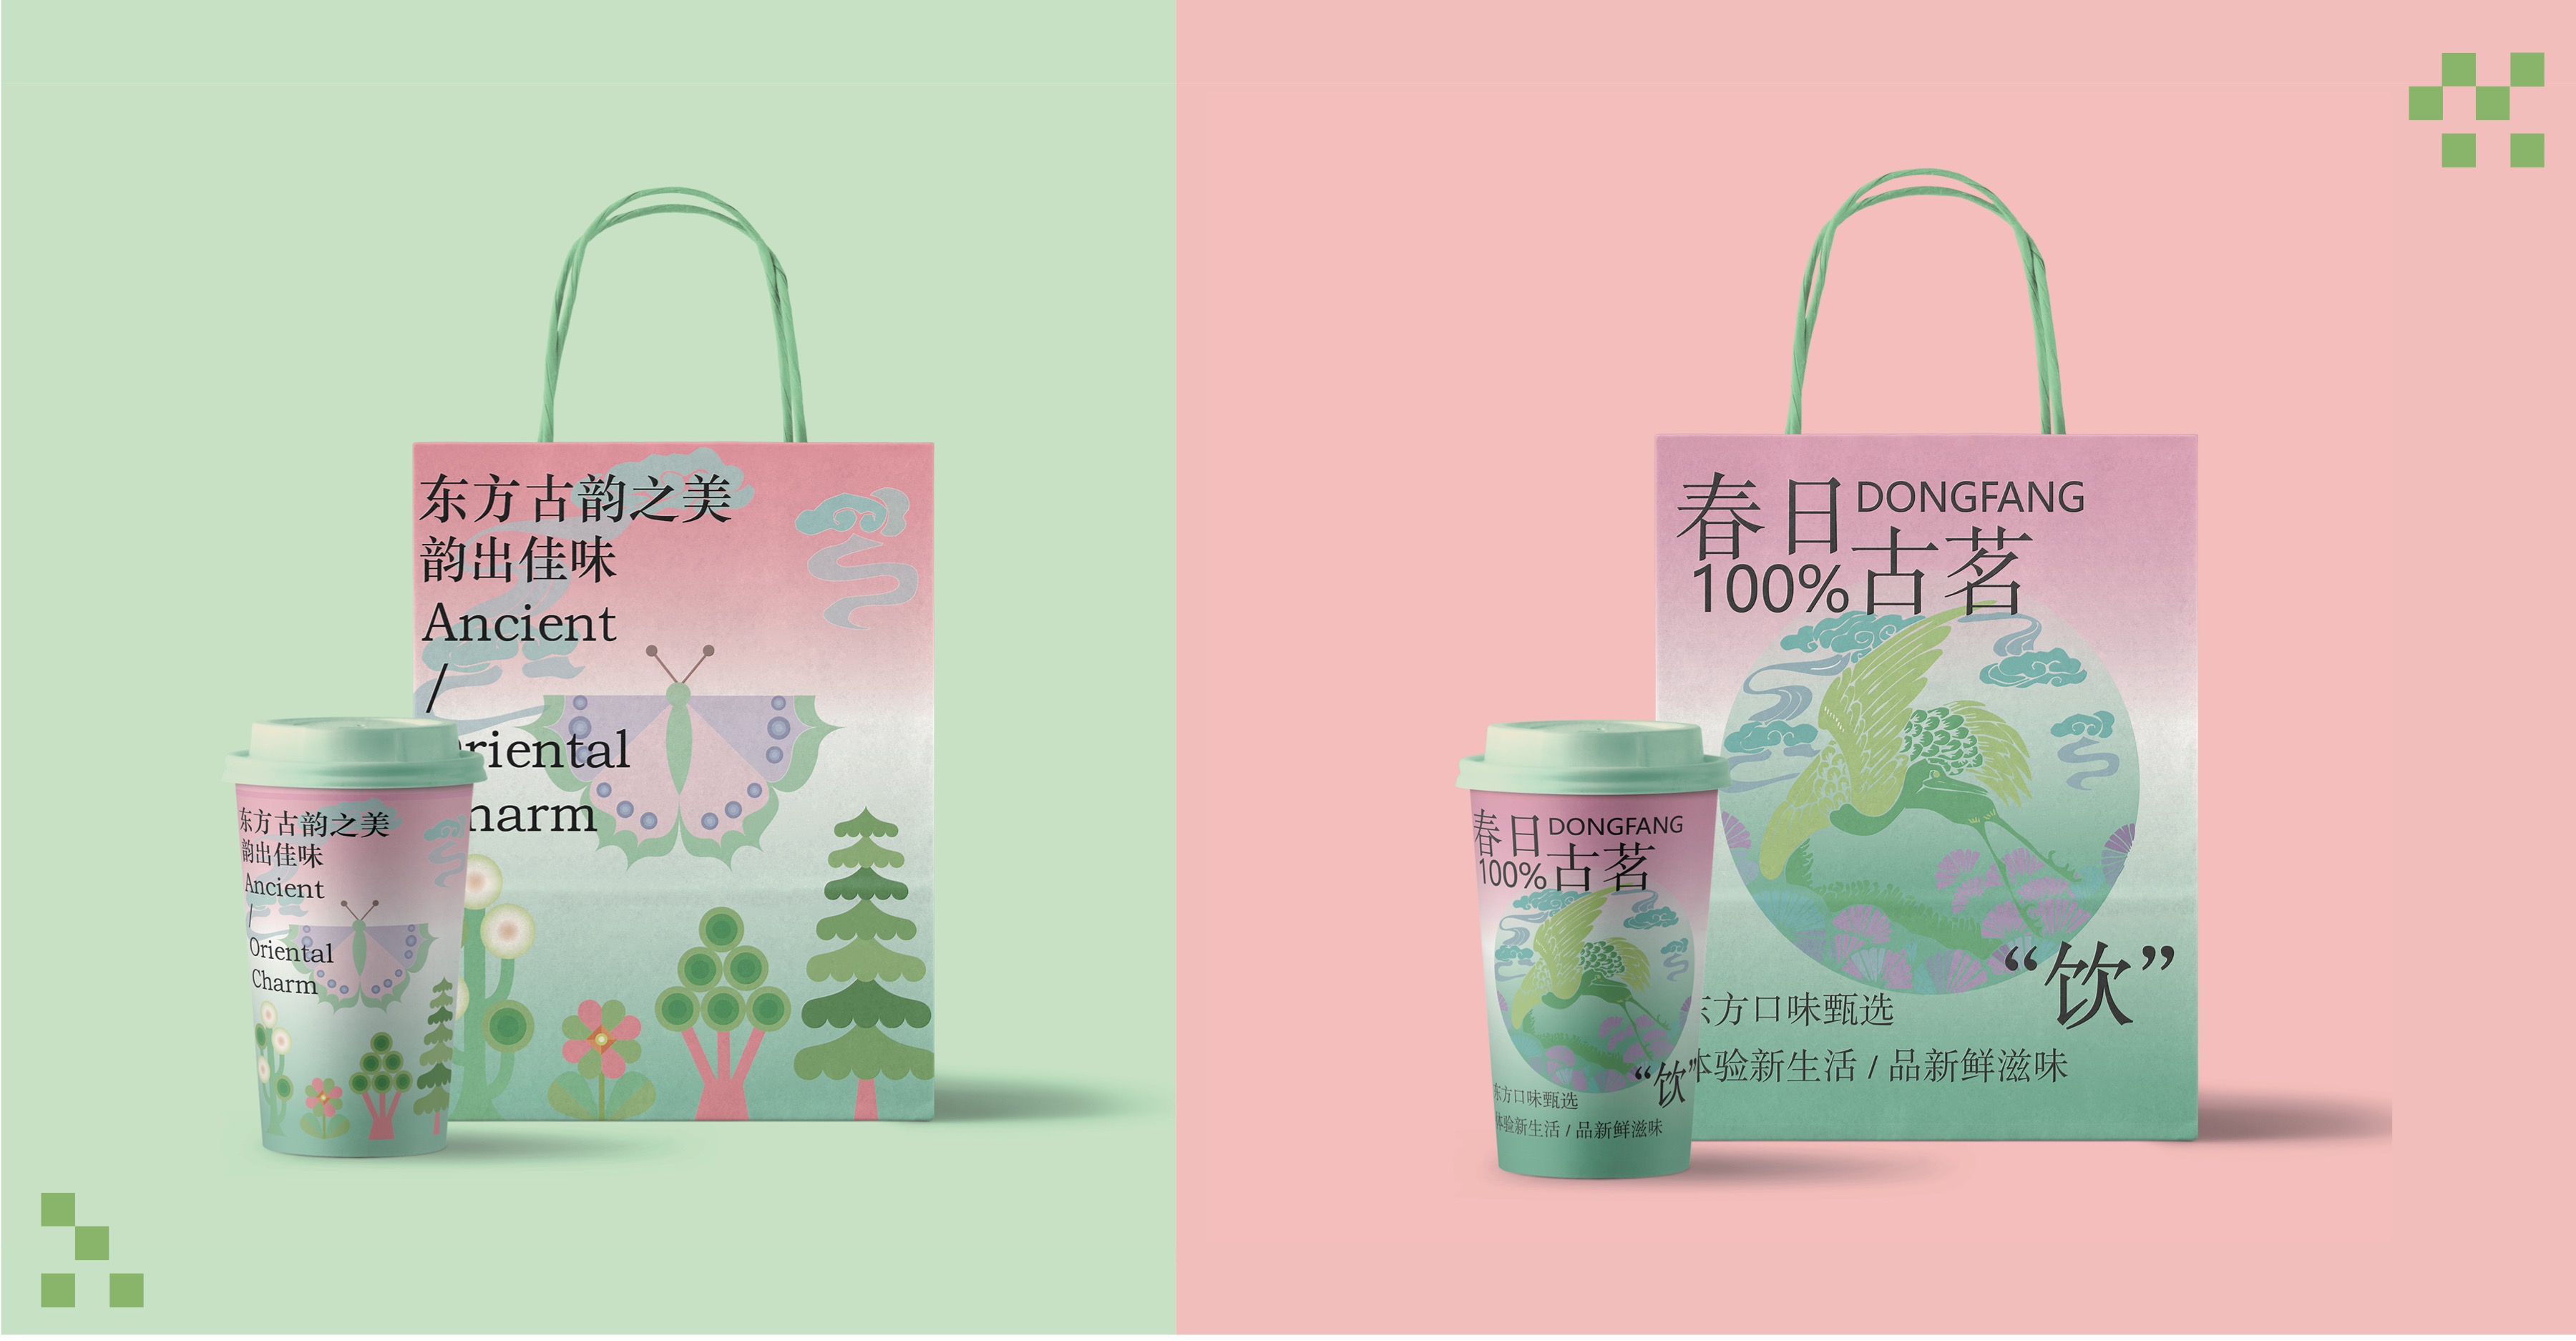 东方古韵之美
韵出佳味
Ancient
/
riental
harm
东方古韵之美
韵出佳味
Ancient
/
Oriental
Charm
春日 DONGFANG
100% 古茗
“饮”
东方口味甄选
体验新生活 / 品新鲜滋味
春日 DONGFANG
100% 古茗
“饮”
东方口味甄选
体验新生活 / 品新鲜滋味